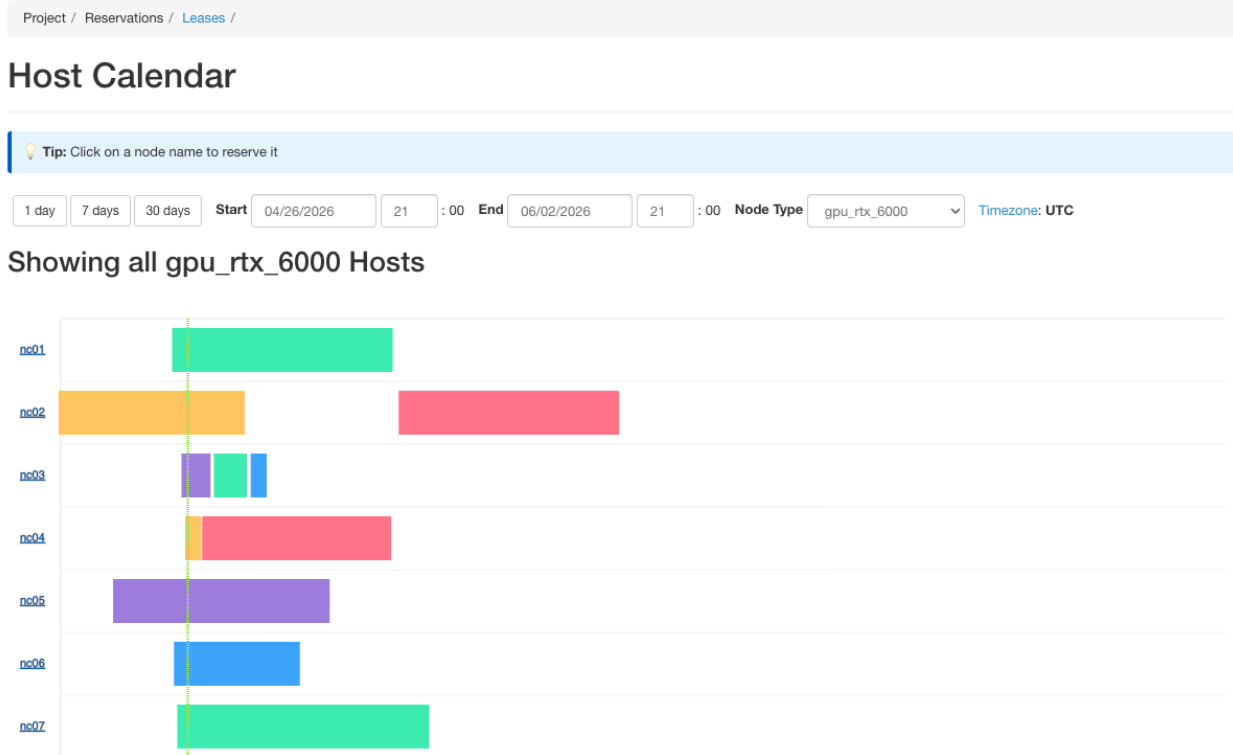 Project / Reservations / Leases /
Host Calendar
Tip: Click on a node name to reserve it
1 day 7 days 30 days Start 04/26/2026 21 : 00 End 06/02/2026 21 : 00 Node Type gpu_rtx_6000 Timezone: UTC
Showing all gpu_rtx_6000 Hosts
nc01
nc02
nc03
nc04
nc05
nc06
nc07